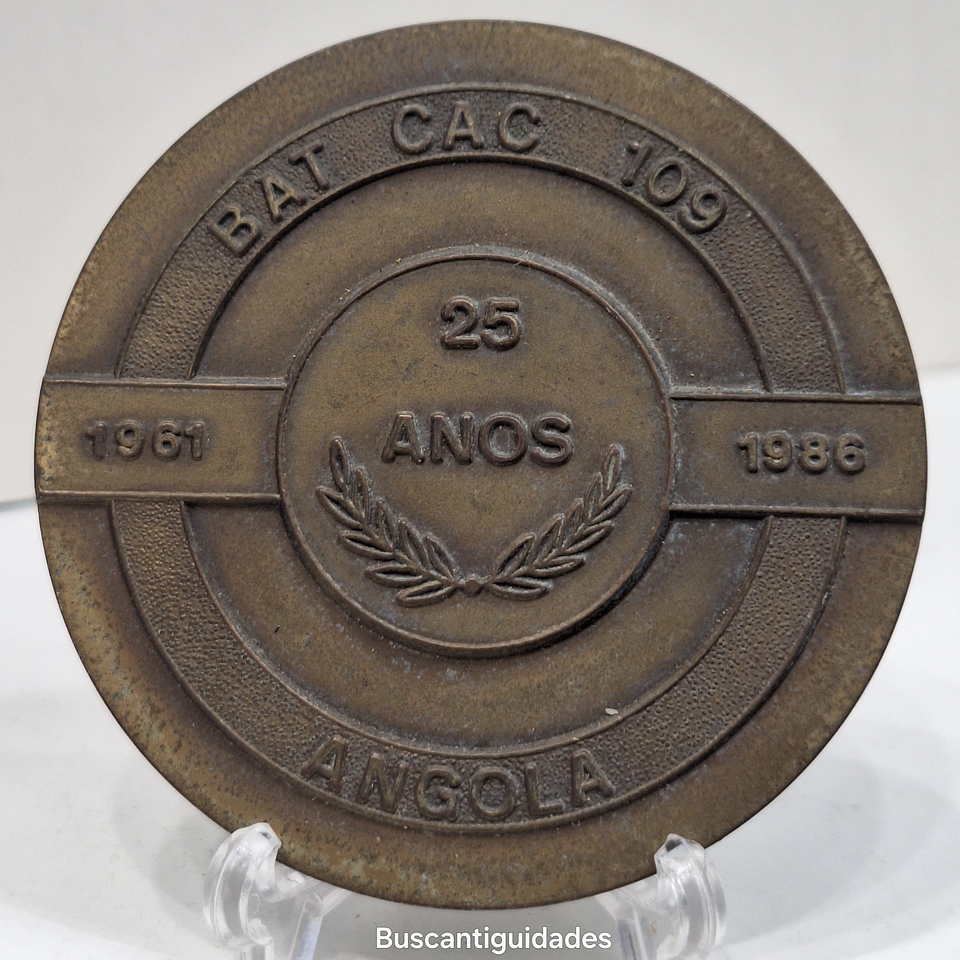 BAT CAC 109
25
ANOS
1961
1986
ANGOLA
Buscantiguidades